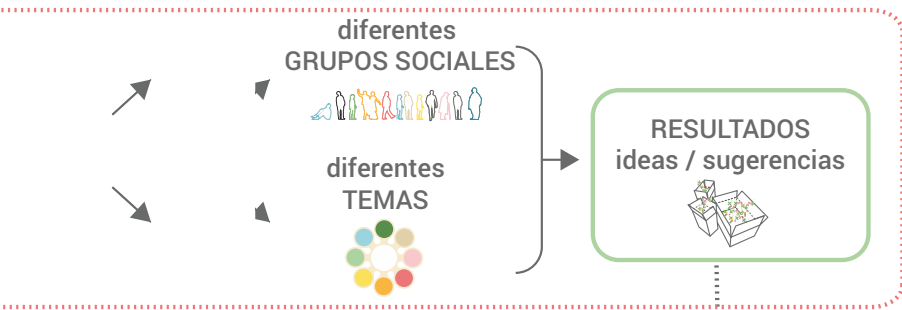 diferentes
GRUPOS SOCIALES
diferentes
TEMAS
RESULTADOS
ideas / sugerencias